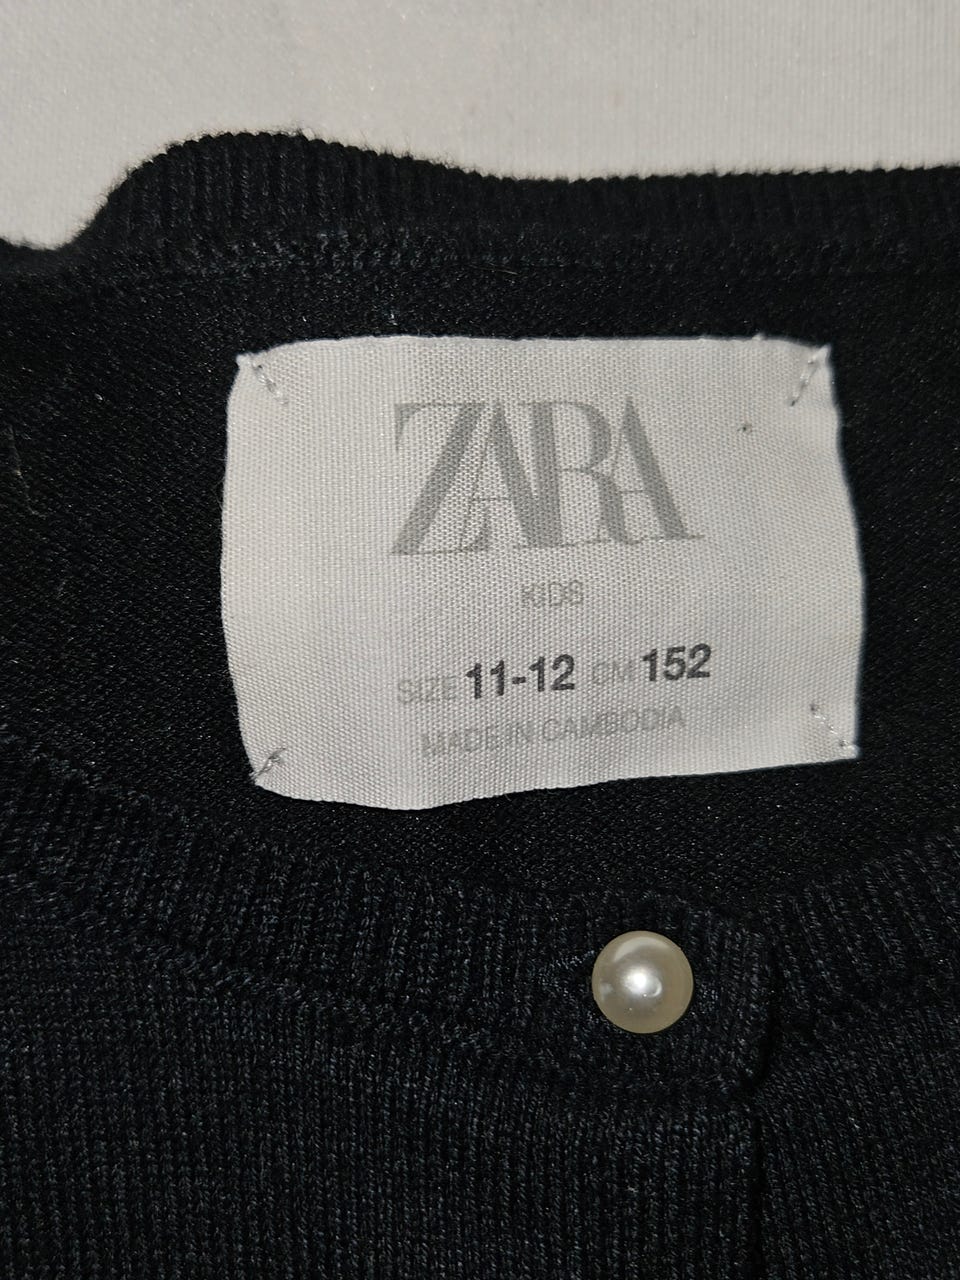 ZARA
KIDS
SIZE 11-12 CM 152
MADE IN CAMBODIA